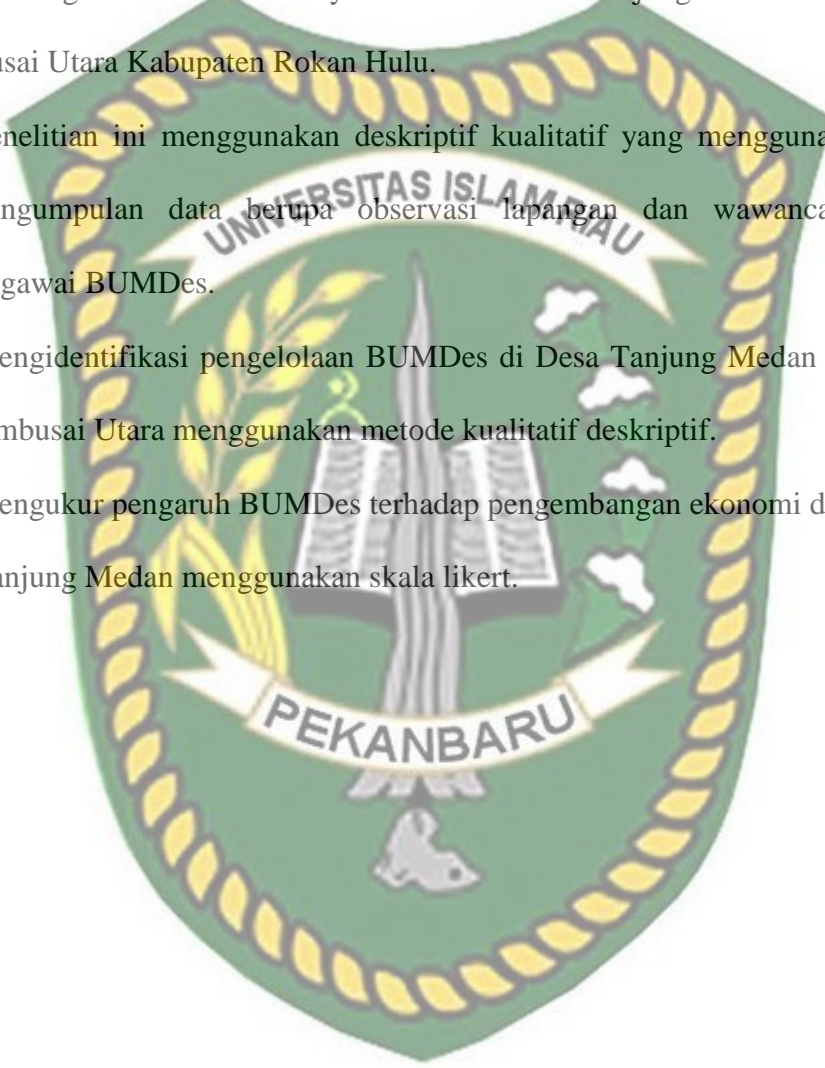 usai Utara Kabupaten Rokan Hulu.
enelitian ini menggunakan deskriptif kualitatif yang mengguna
UNIVERSITAS ISLAM RIAU
ngumpulan data berupa observasi lapangan dan wawanca
gawai BUMDes.
engidentifikasi pengelolaan BUMDes di Desa Tanjung Medan
mbusai Utara menggunakan metode kualitatif deskriptif.
engukur pengaruh BUMDes terhadap pengembangan ekonomi d
anjung Medan menggunakan skala likert.
PEKANBARU